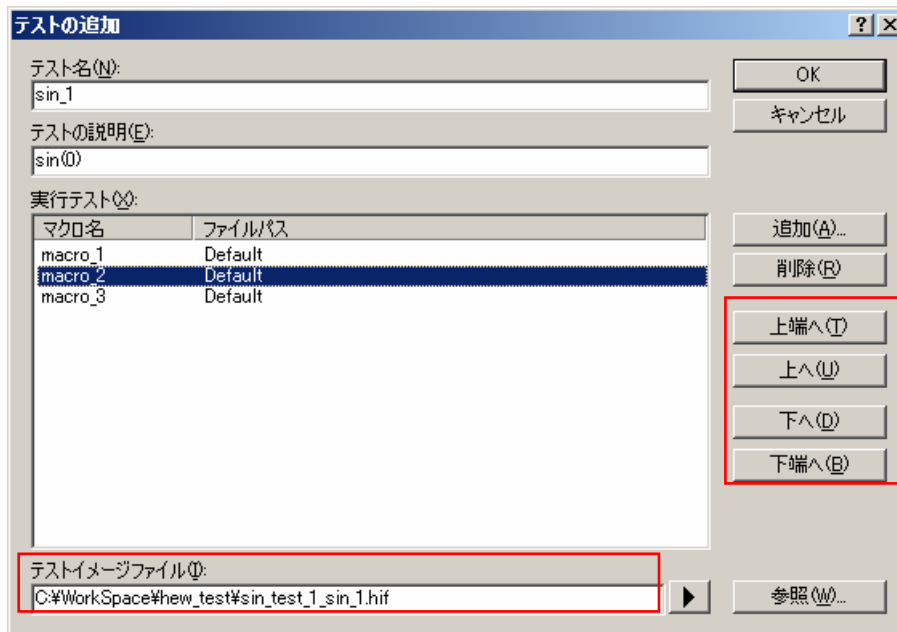 テストの追加
テスト名(N):
sin_1
テストの説明(E):
sin(0)
実行テスト(X):
マクロ名 ファイルパス
macro_1 Default
macro_2 Default
macro_3 Default
テストイメージファイル(I):
C:¥WorkSpace¥hew_test¥sin_test_1_sin_1.hif
OK
キャンセル
追加(A)...
削除(R)
上端へ(T)
上へ(U)
下へ(D)
下端へ(B)
参照(W)...